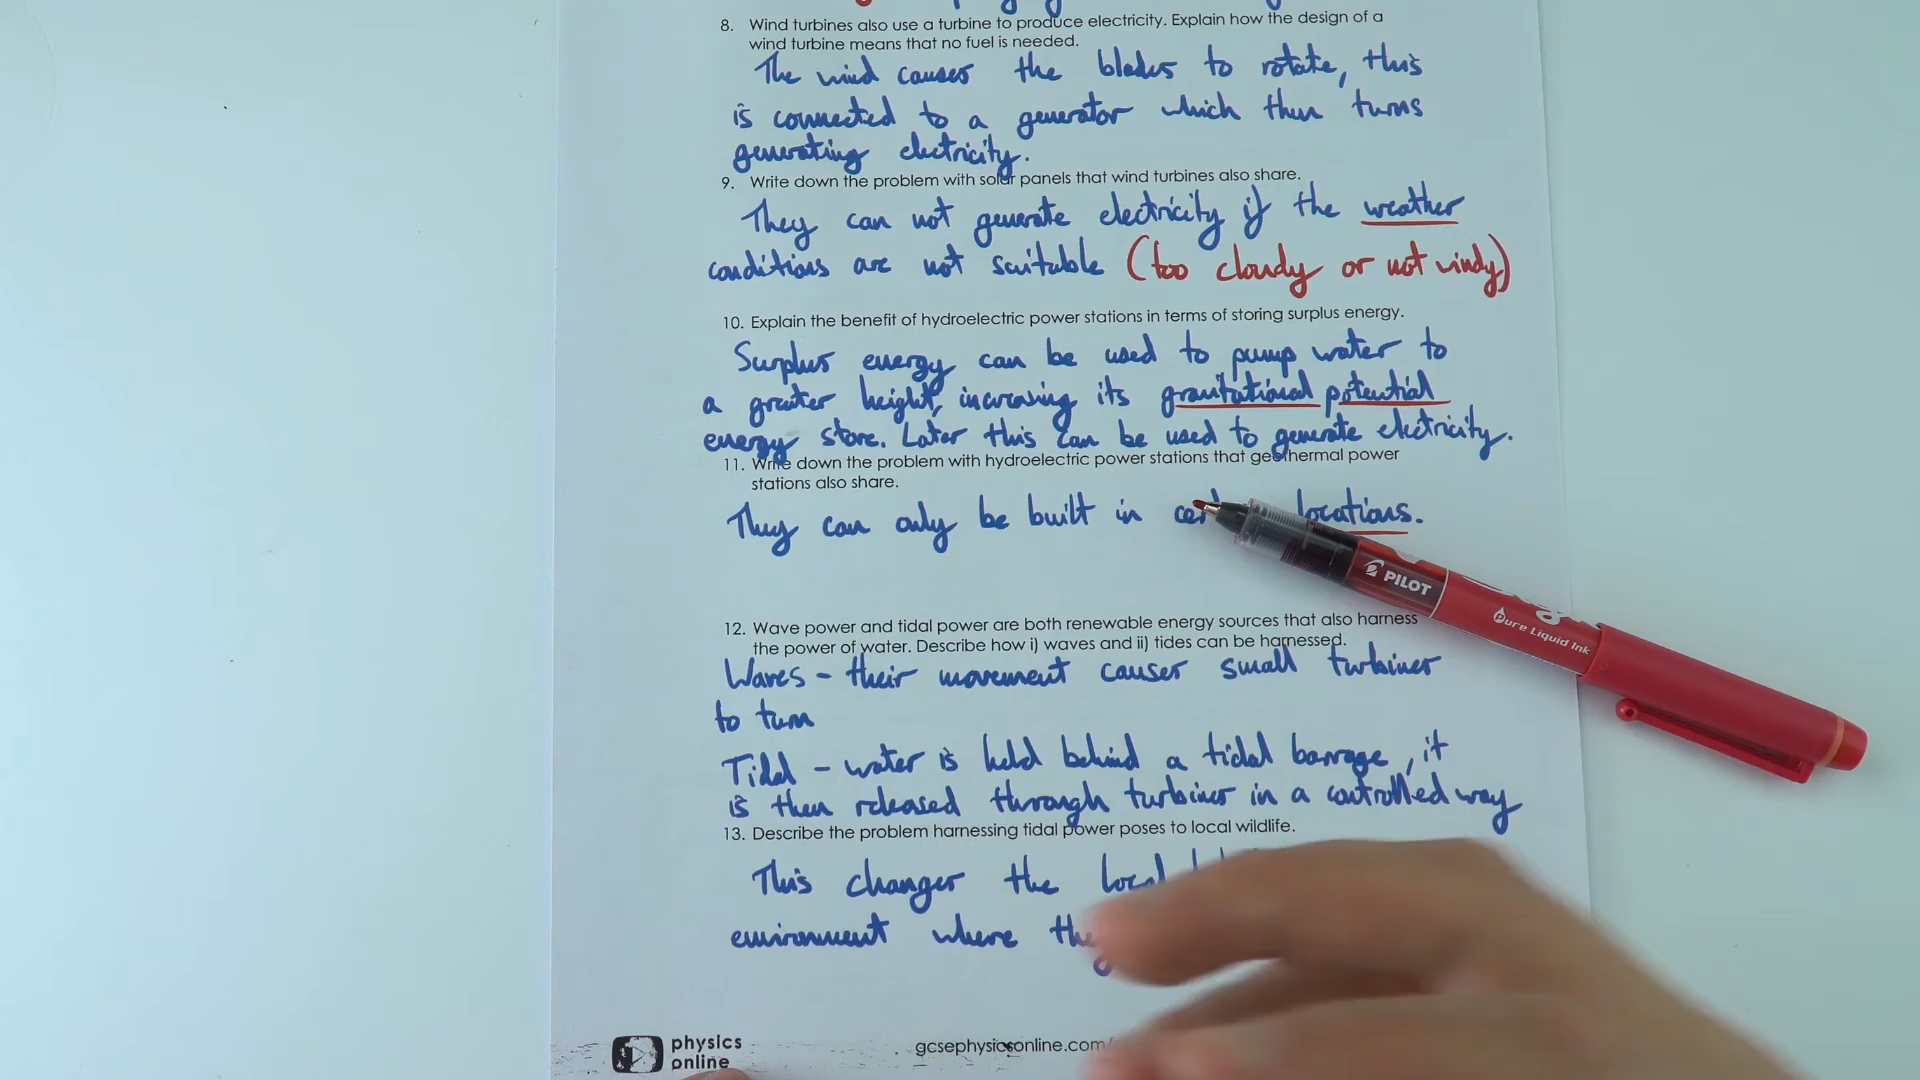 8. Wind turbines also use a turbine to produce electricity. Explain how the design of a
wind turbine means that no fuel is needed.
The wind causes the blades to rotate, this
is connected to a generator which then turns
generating electricity.
9. Write down the problem with solar panels that wind turbines also share.
They can not generate electricity if the weather
conditions are not suitable (too cloudy or not windy)
10. Explain the benefit of hydroelectric power stations in terms of storing surplus energy.
Surplus energy can be used to pump water to
a greater height, increasing its gravitational potential
energy store. Later this can be used to generate electricity.
11. Write down the problem with hydroelectric power stations that geothermal power
stations also share.
They can only be built in locations.
12. Wave power and tidal power are both renewable energy sources that also harness
the power of water. Describe how i) waves and ii) tides can be harnessed.
Waves - their movement causes small turbines
to turn
Tidal - water is held behind a tidal barrage, it
is then released through turbines in a controlled way
13. Describe the problem harnessing tidal power poses to local wildlife.
This changes the local
environment where they
physics
online
gcsephysicsonline.com/
PILOT
Pure Liquid Ink